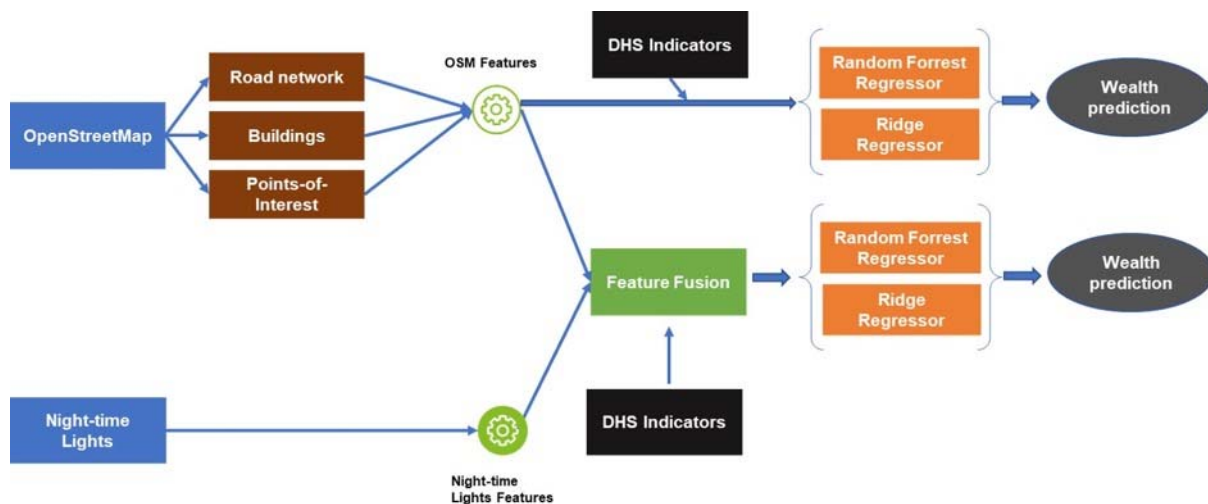 DHS Indicators
OSM Features
Road network
Random Forrest
Regressor
Wealth
prediction
OpenStreetMap
Buildings
Ridge
Regressor
Points-of-
Interest
Random Forrest
Regressor
Feature Fusion
Wealth
prediction
Ridge
Regressor
Night-time
Lights
DHS Indicators
Night-time
Lights Features